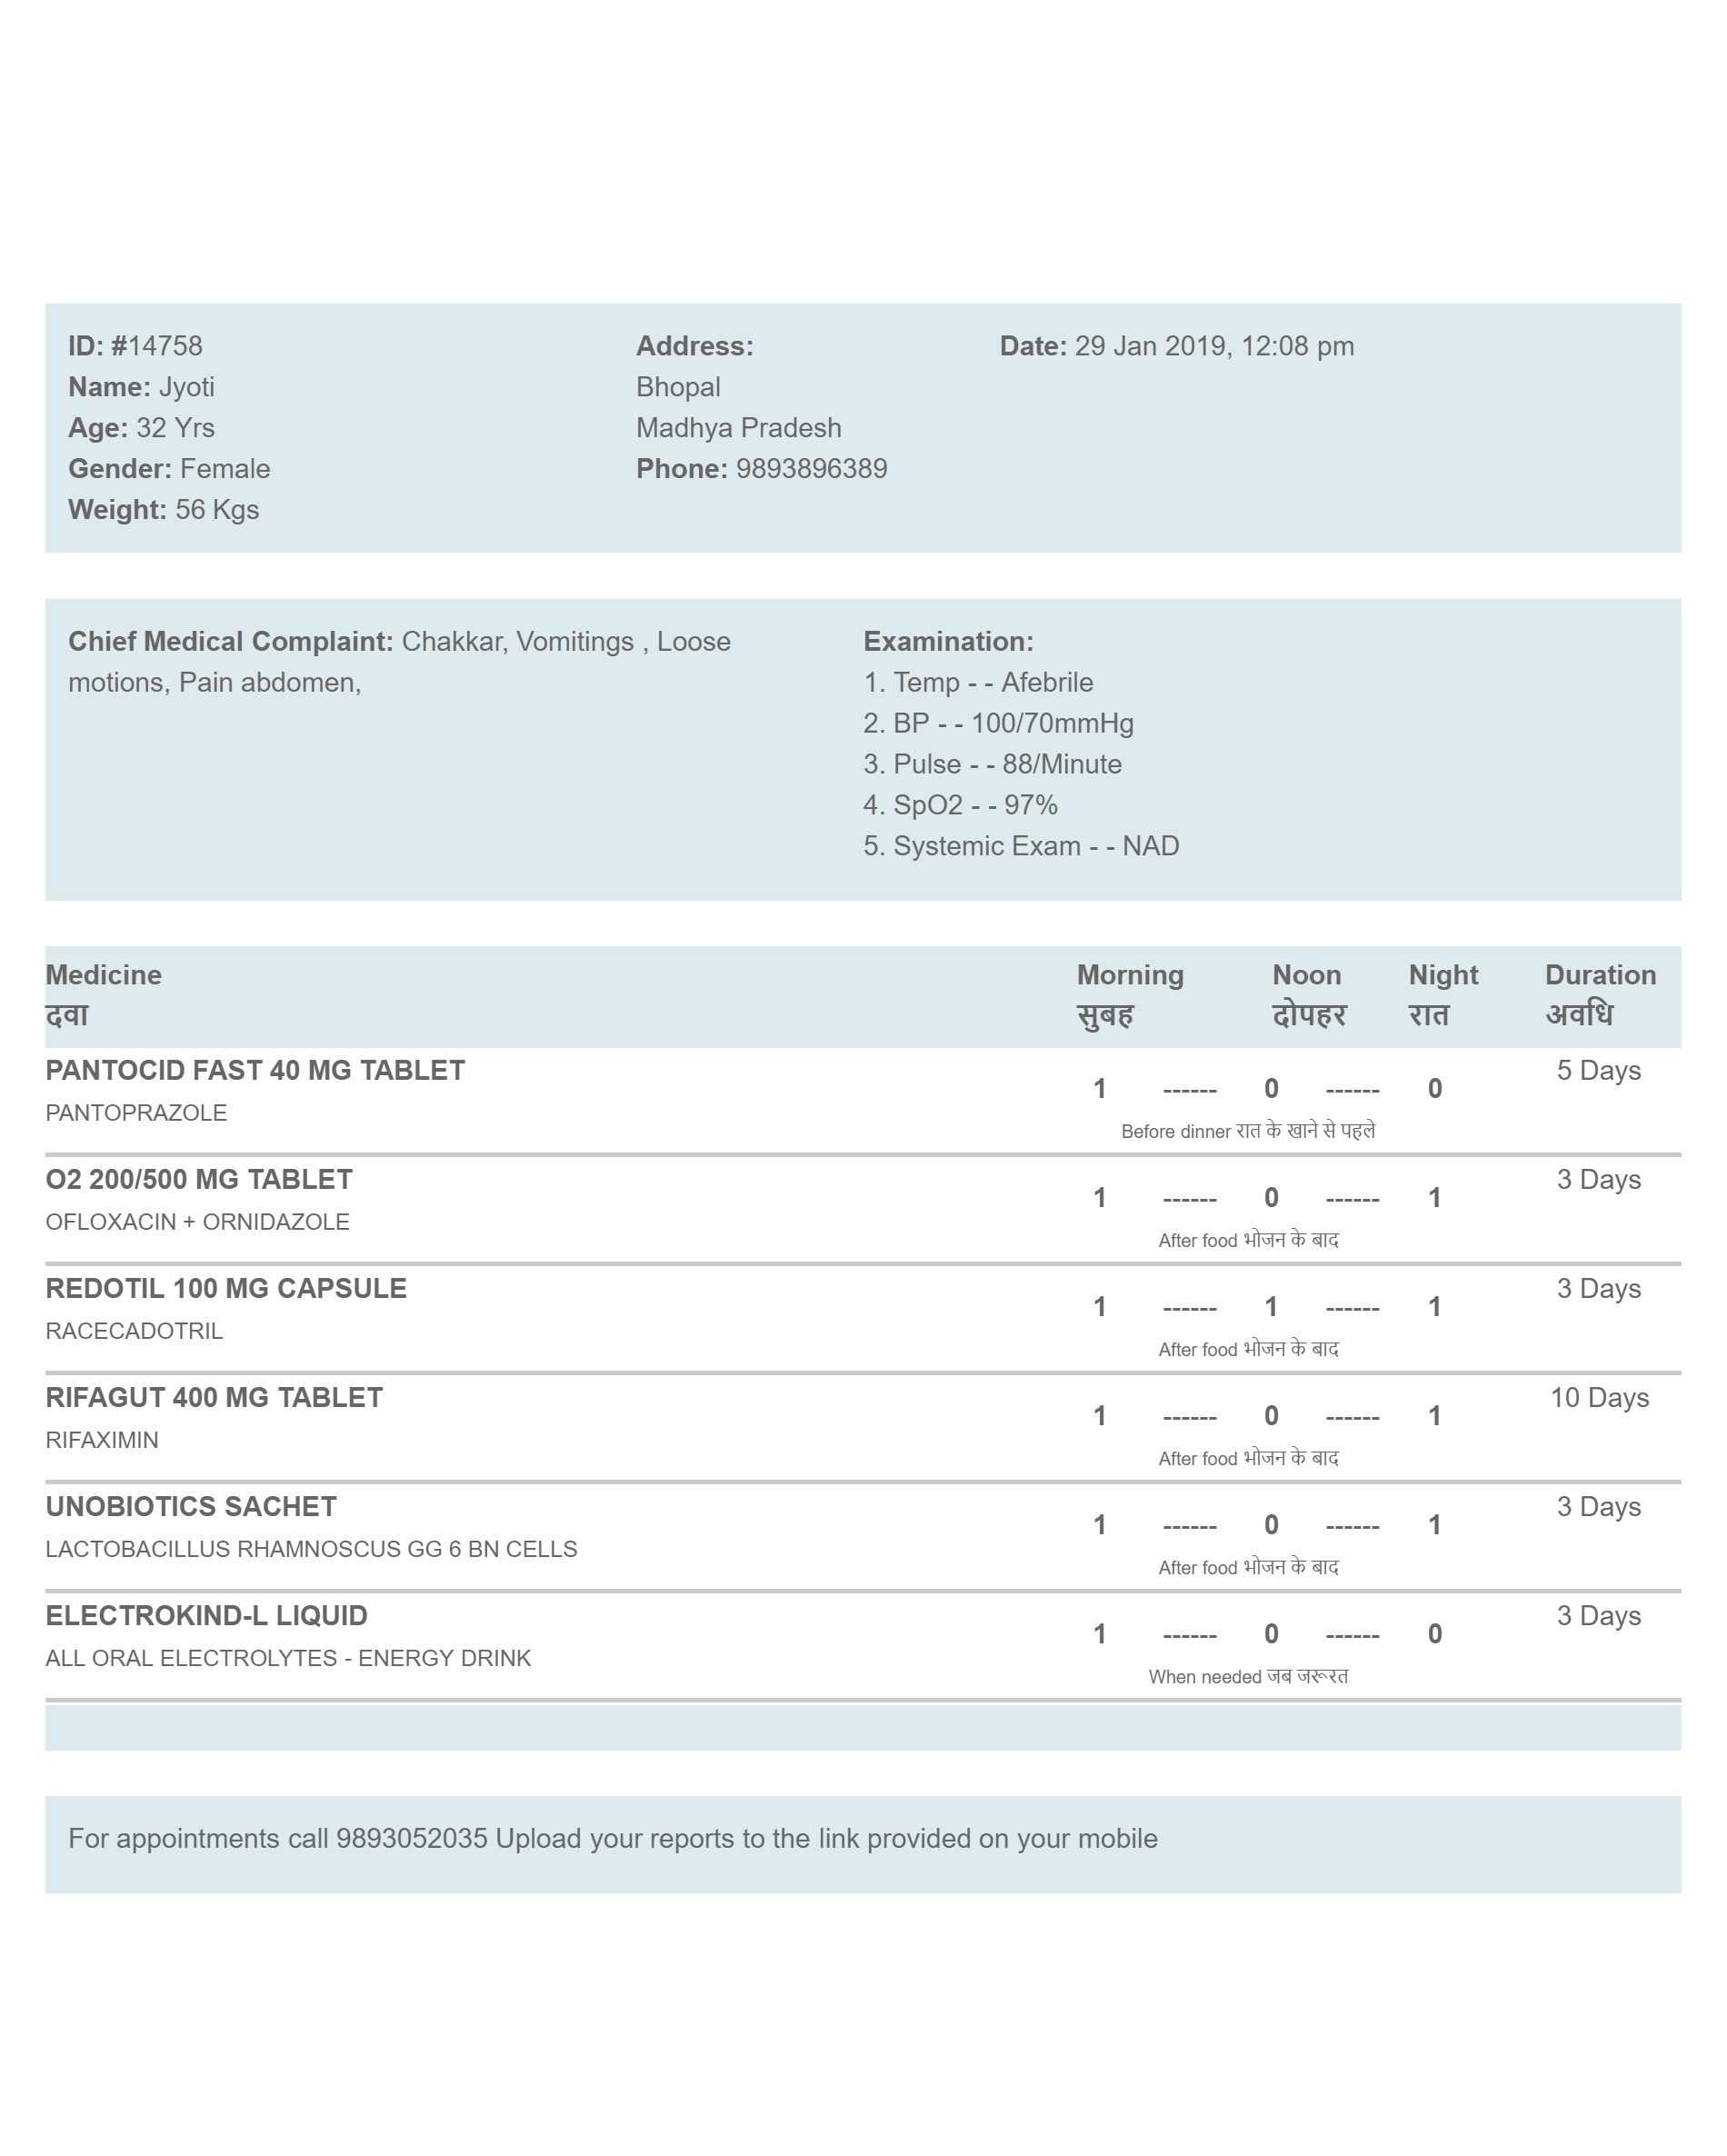 ID: #14758
Name: Jyoti
Age: 32 Yrs
Gender: Female
Weight: 56 Kgs
Address:
Bhopal
Madhya Pradesh
Phone: 9893896389
Date: 29 Jan 2019, 12:08 pm
Chief Medical Complaint: Chakkar, Vomitings , Loose
motions, Pain abdomen,
Examination:
1. Temp - - Afebrile
2. BP - - 100/70mmHg
3. Pulse - - 88/Minute
4. SpO2 - - 97%
5. Systemic Exam - - NAD
Medicine Morning Noon Night Duration
दवा सुबह दोपहर रात अवधि
PANTOCID FAST 40 MG TABLET 5 Days
1 ------ 0 ------ 0
PANTOPRAZOLE
Before dinner रात के खाने से पहले
O2 200/500 MG TABLET 3 Days
1 ------ 0 ------ 1
OFLOXACIN + ORNIDAZOLE
After food भोजन के बाद
REDOTIL 100 MG CAPSULE 3 Days
1 ------ 1 ------ 1
RACECADOTRIL
After food भोजन के बाद
RIFAGUT 400 MG TABLET 10 Days
1 ------ 0 ------ 1
RIFAXIMIN
After food भोजन के बाद
UNOBIOTICS SACHET 3 Days
1 ------ 0 ------ 1
LACTOBACILLUS RHAMNOSCUS GG 6 BN CELLS
After food भोजन के बाद
ELECTROKIND-L LIQUID 3 Days
1 ------ 0 ------ 0
ALL ORAL ELECTROLYTES - ENERGY DRINK
When needed जब जरूरत
For appointments call 9893052035 Upload your reports to the link provided on your mobile